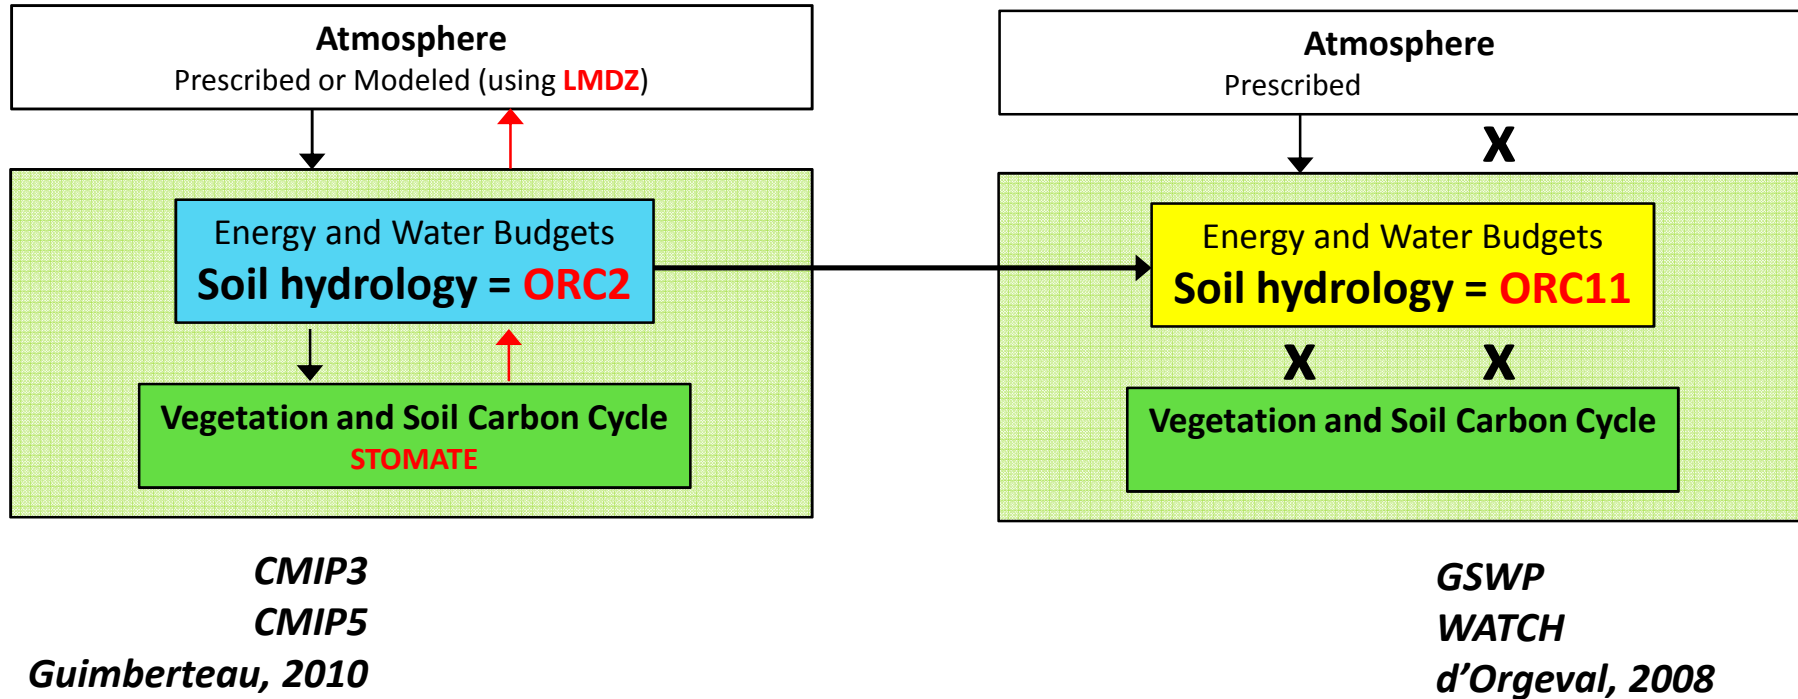 Atmosphere
Prescribed or Modeled (using LMDZ)
Energy and Water Budgets
Soil hydrology = ORC2
Vegetation and Soil Carbon Cycle
STOMATE
CMIP3
CMIP5
Guimberteau, 2010
Atmosphere
Prescribed
X
Energy and Water Budgets
Soil hydrology = ORC11
X X
Vegetation and Soil Carbon Cycle
GSWP
WATCH
d’Orgeval, 2008